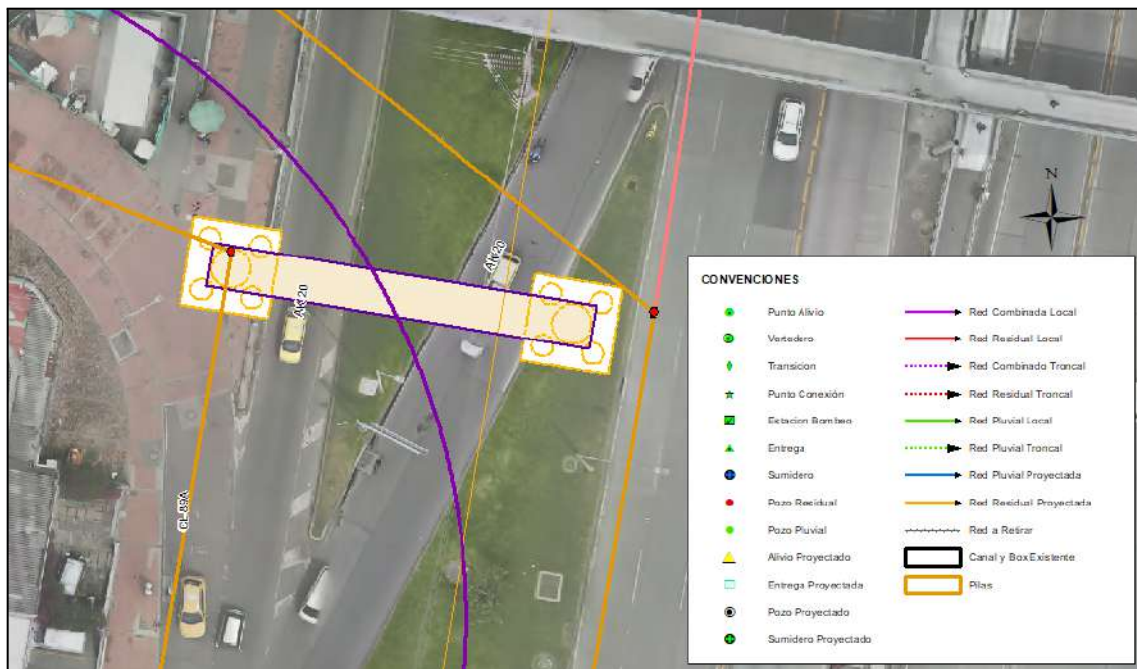 N
AK 20
AK 20
CL 89A
CONVENCIONES
Punto Alivio
Vertedero
Transicion
Punto Conexión
Estacion Bombeo
Entrega
Sumidero
Pozo Residual
Pozo Pluvial
Alivio Proyectado
Entrega Proyectada
Pozo Proyectado
Sumidero Proyectado
Red Combinada Local
Red Residual Local
Red Combinado Troncal
Red Residual Troncal
Red Pluvial Local
Red Pluvial Troncal
Red Pluvial Proyectada
Red Residual Proyectada
Red a Retirar
Canal y Box Existente
Pilas